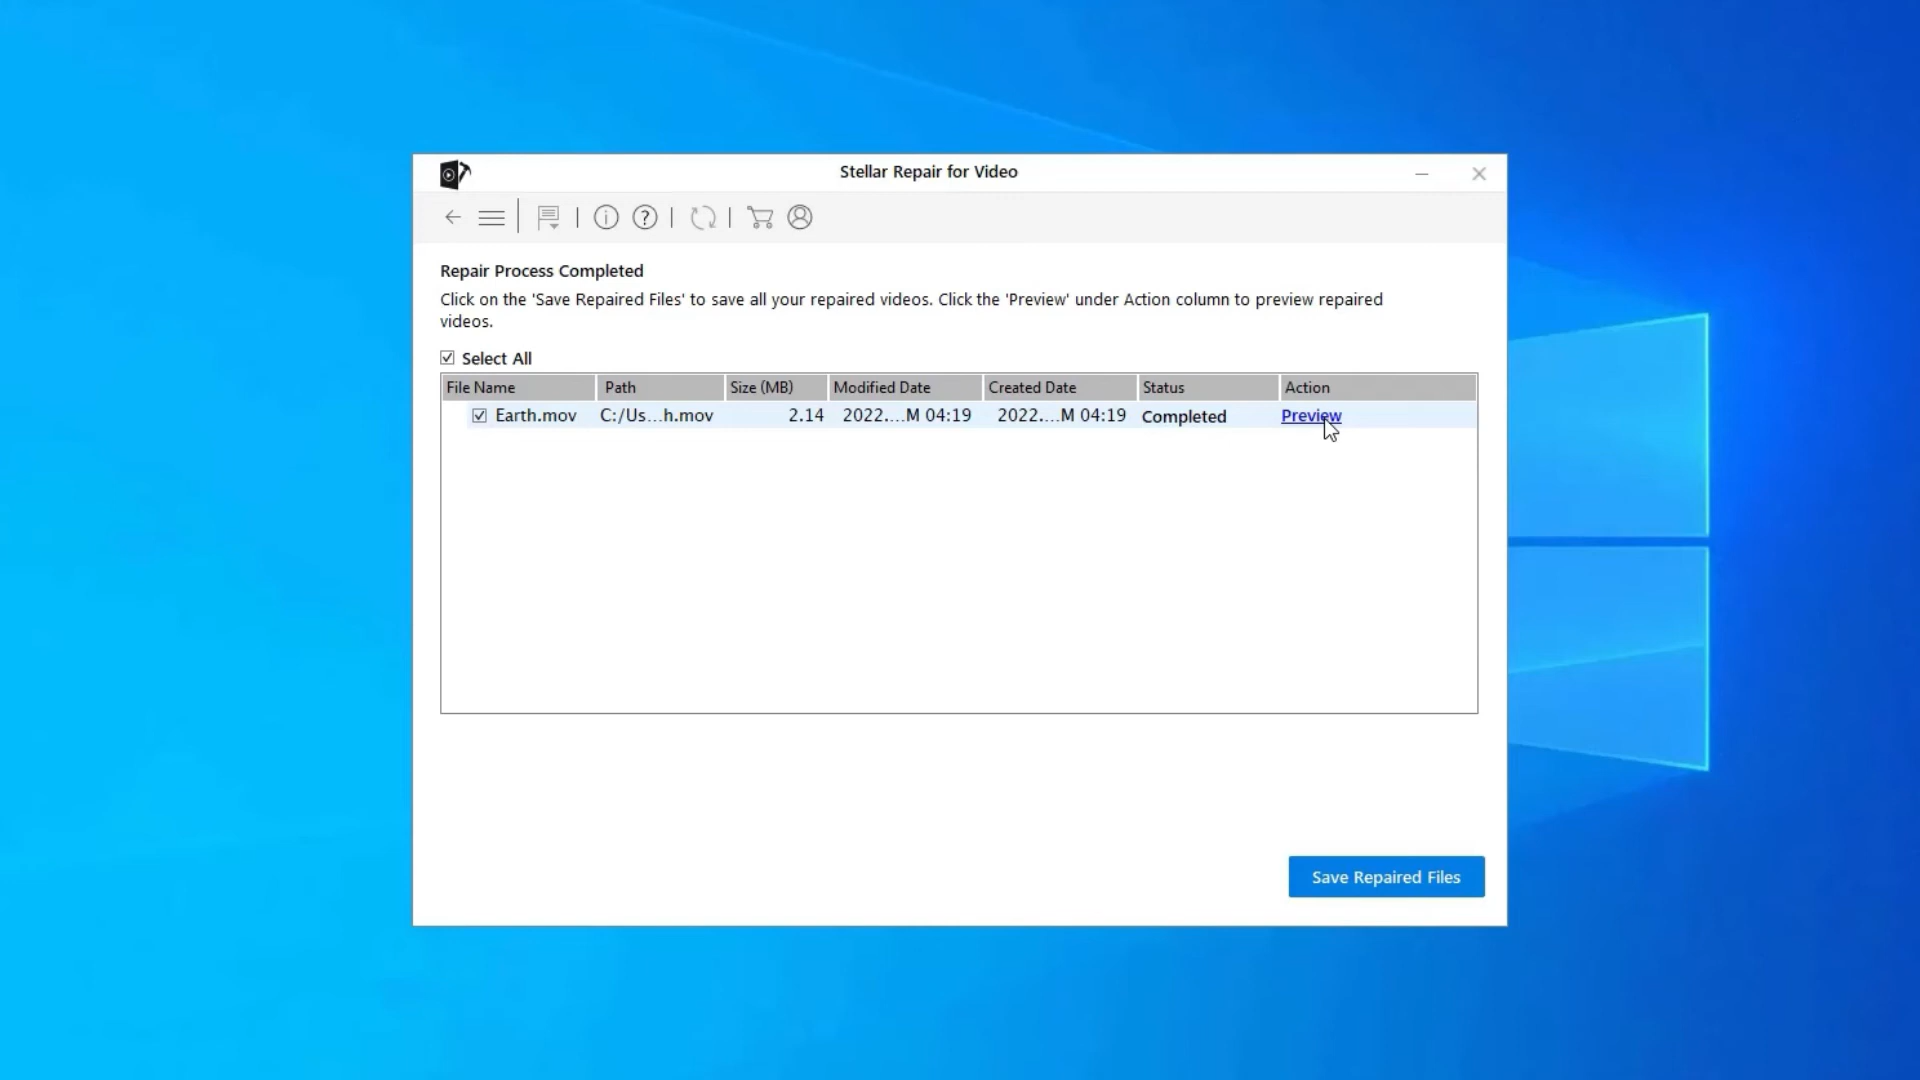 Stellar Repair for Video
Repair Process Completed
Click on the 'Save Repaired Files' to save all your repaired videos. Click the 'Preview' under Action column to preview repaired
videos.
Select All
File Name Path Size (MB) Modified Date Created Date Status Action
Earth.mov C:/Us...h.mov 2.14 2022....M 04:19 2022....M 04:19 Completed Preview
Save Repaired Files